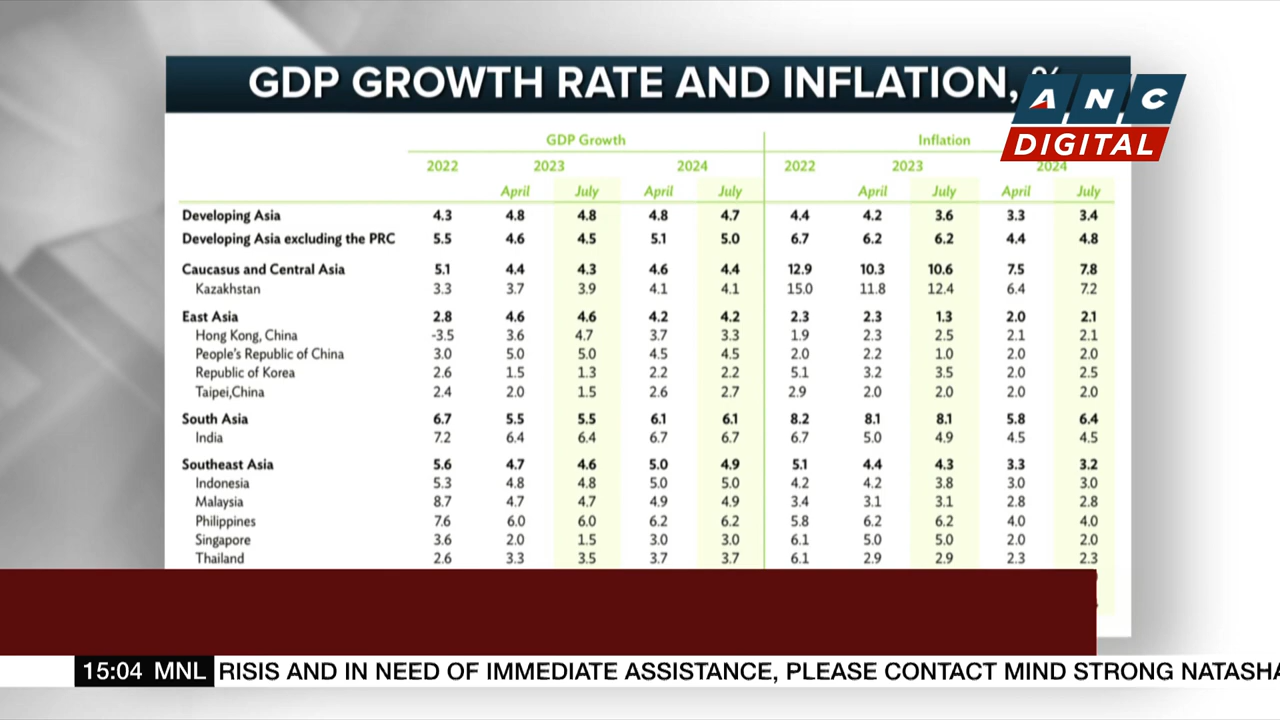 GDP GROWTH RATE AND INFLATION, %
ANC
DIGITAL
GDP Growth Inflation
2022 2023 2024 2022 2023 2024
April July April July April July April July
Developing Asia 4.3 4.8 4.8 4.8 4.7 4.4 4.2 3.6 3.3 3.4
Developing Asia excluding the PRC 5.5 4.6 4.5 5.1 5.0 6.7 6.2 6.2 4.4 4.8
Caucasus and Central Asia 5.1 4.4 4.3 4.6 4.4 12.9 10.3 10.6 7.5 7.8
Kazakhstan 3.3 3.7 3.9 4.1 4.1 15.0 11.8 12.4 6.4 7.2
East Asia 2.8 4.6 4.6 4.2 4.2 2.3 2.3 1.3 2.0 2.1
Hong Kong, China -3.5 3.6 4.7 3.7 3.3 1.9 2.3 2.5 2.1 2.1
People's Republic of China 3.0 5.0 5.0 4.5 4.5 2.0 2.2 1.0 2.0 2.0
Republic of Korea 2.6 1.5 1.3 2.2 2.2 5.1 3.2 3.5 2.0 2.5
Taipei,China 2.4 2.0 1.5 2.6 2.7 2.9 2.0 2.0 2.0 2.0
South Asia 6.7 5.5 5.5 6.1 6.1 8.2 8.1 8.1 5.8 6.4
India 7.2 6.4 6.4 6.7 6.7 6.7 5.0 4.9 4.5 4.5
Southeast Asia 5.6 4.7 4.6 5.0 4.9 5.1 4.4 4.3 3.3 3.2
Indonesia 5.3 4.8 4.8 5.0 5.0 4.2 4.2 3.8 3.0 3.0
Malaysia 8.7 4.7 4.7 4.9 4.9 3.4 3.1 3.1 2.8 2.8
Philippines 7.6 6.0 6.0 6.2 6.2 5.8 6.2 6.2 4.0 4.0
Singapore 3.6 2.0 1.5 3.0 3.0 6.1 5.0 5.0 2.0 2.0
Thailand 2.6 3.3 3.5 3.7 3.7 6.1 2.9 2.9 2.3 2.3
15:04 MNL RISIS AND IN NEED OF IMMEDIATE ASSISTANCE, PLEASE CONTACT MIND STRONG NATASHA